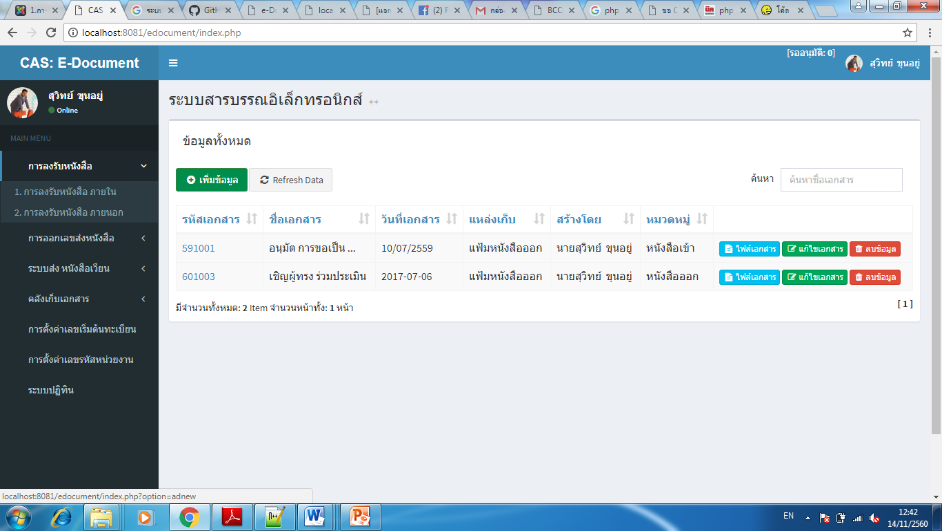 1.ภา
CAS
ระบบ
GitH
e-D
loca
[แจก
(2) F
กล่อ
BCC
php
ขอ C
php
โค้ด
localhost:8081/edocument/index.php
CAS: E-Document
[รออนุมัติ: 0]
สุวิทย์ ขุนอยู่
สุวิทย์ ขุนอยู่
Online
MAIN MENU
การลงรับหนังสือ
1. การลงรับหนังสือ ภายใน
2. การลงรับหนังสือ ภายนอก
การออกเลขส่งหนังสือ
ระบบส่ง หนังสือเวียน
คลังเก็บเอกสาร
การตั้งค่าเลขเริ่มต้นทะเบียน
การตั้งค่าเลขรหัสหน่วยงาน
ระบบปฏิทิน
ระบบสารบรรณอิเล็กทรอนิกส์ ++
ข้อมูลทั้งหมด
เพิ่มข้อมูล Refresh Data ค้นหา ค้นหาชื่อเอกสาร
รหัสเอกสาร ชื่อเอกสาร วันที่เอกสาร แหล่งเก็บ สร้างโดย หมวดหมู่
591001 อนุมัต การขอเป็น ... 10/07/2559 แฟ้มหนังสือออก นายสุวิทย์ ขุนอยู่ หนังสือเข้า ไฟล์เอกสาร แก้ไขเอกสาร ลบข้อมูล
601003 เชิญผู้ทรง ร่วมประเมิน 2017-07-06 แฟ้มหนังสือออก นายสุวิทย์ ขุนอยู่ หนังสือออก ไฟล์เอกสาร แก้ไขเอกสาร ลบข้อมูล
มีจำนวนทั้งหมด: 2 Item จำนวนหน้าทั้ง: 1 หน้า [ 1 ]
localhost:8081/edocument/index.php?option=adnew
EN
12:42
14/11/2560